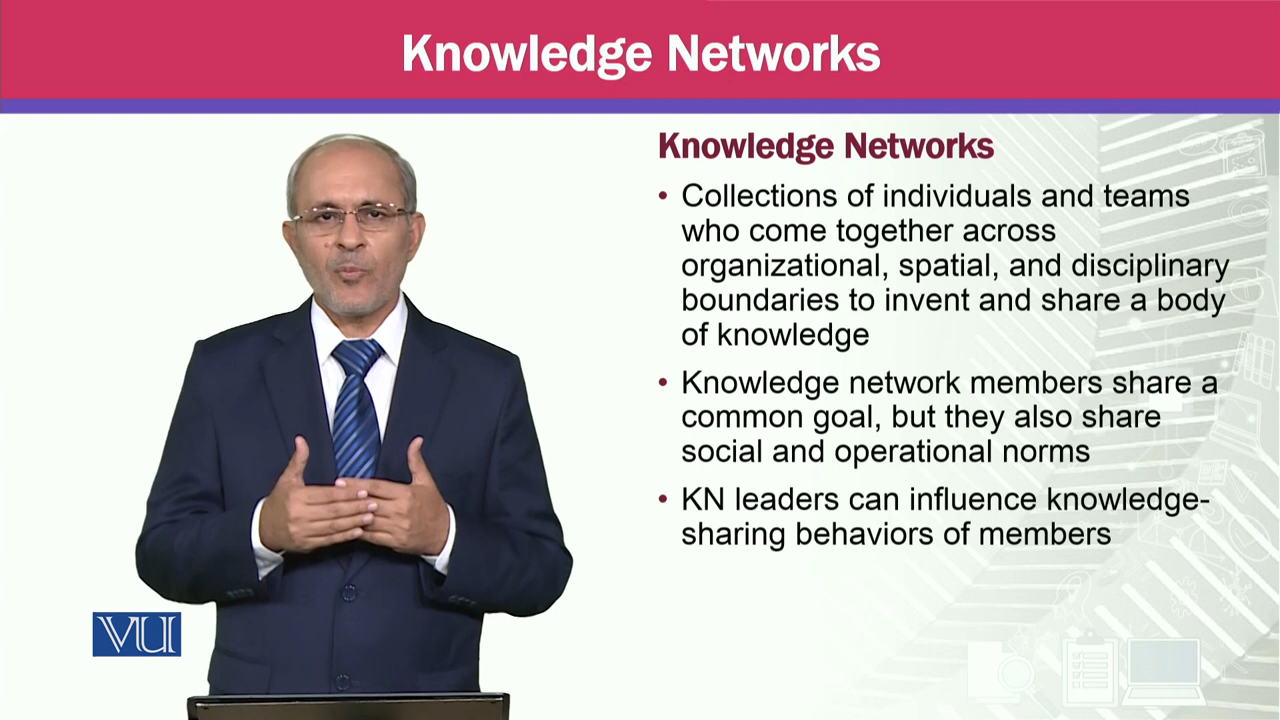 Knowledge Networks
Knowledge Networks
• Collections of individuals and teams
who come together across
organizational, spatial, and disciplinary
boundaries to invent and share a body
of knowledge
• Knowledge network members share a
common goal, but they also share
social and operational norms
• KN leaders can influence knowledge-
sharing behaviors of members
VU